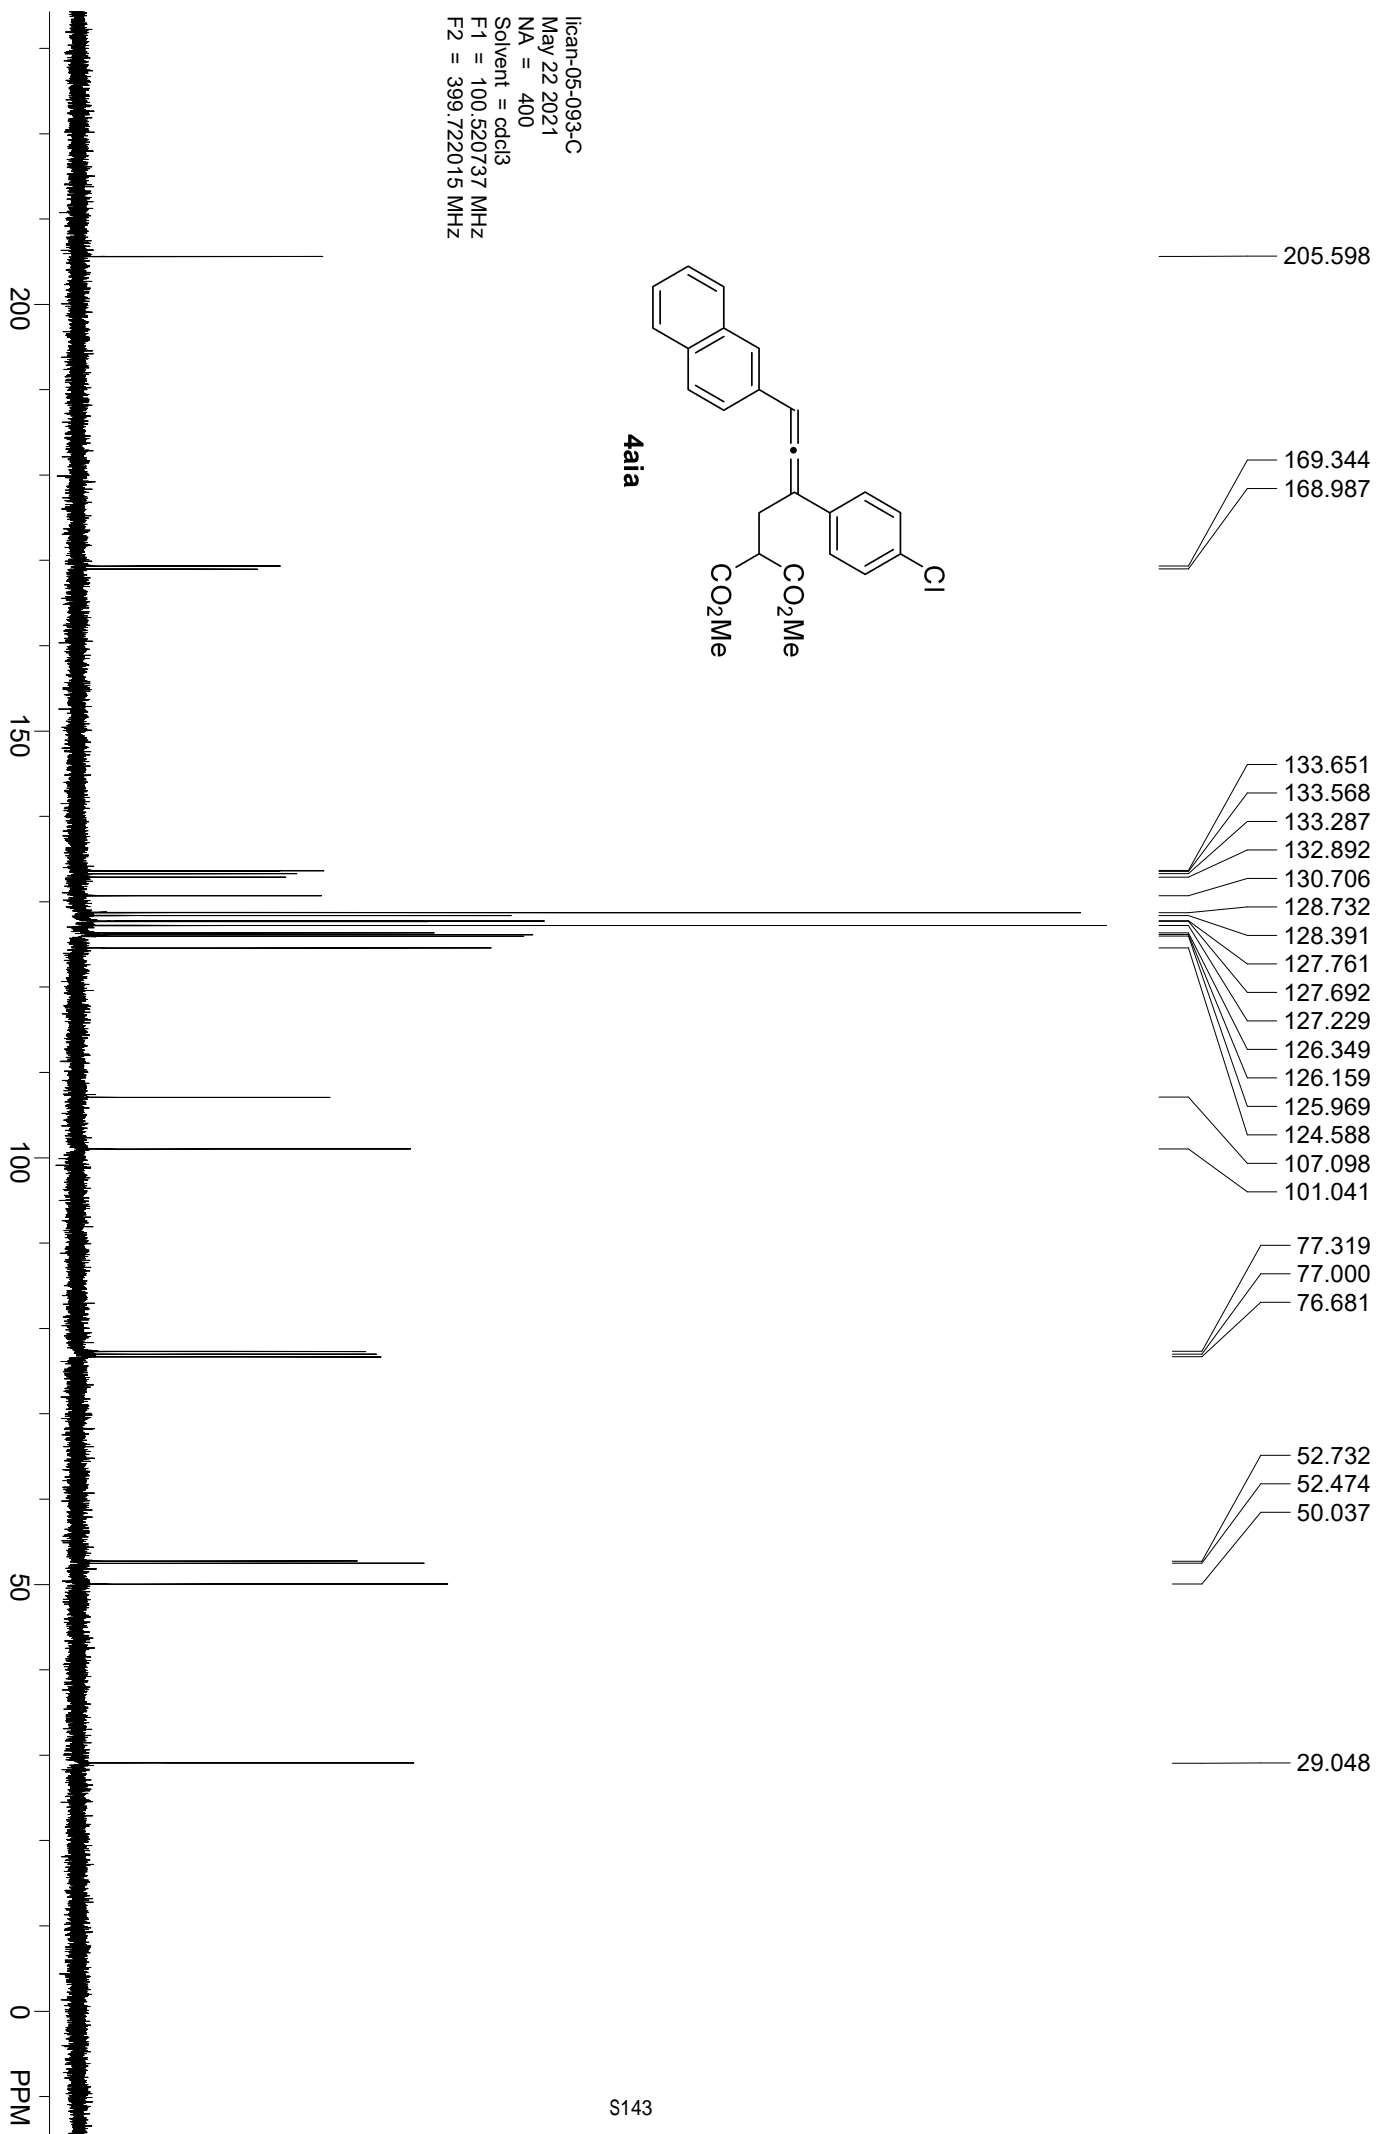 lican-05-093-C
May 22 2021
NA = 400
Solvent = cdcl3
F1 = 100.520737 MHz
F2 = 399.722015 MHz
Cl
CO2Me
CO2Me
4aia
205.598
169.344
168.987
133.651
133.568
133.287
132.892
130.706
128.732
128.391
127.761
127.692
127.229
126.349
126.159
125.969
124.588
107.098
101.041
77.319
77.000
76.681
52.732
52.474
50.037
29.048
200
150
100
50
0
PPM
S143